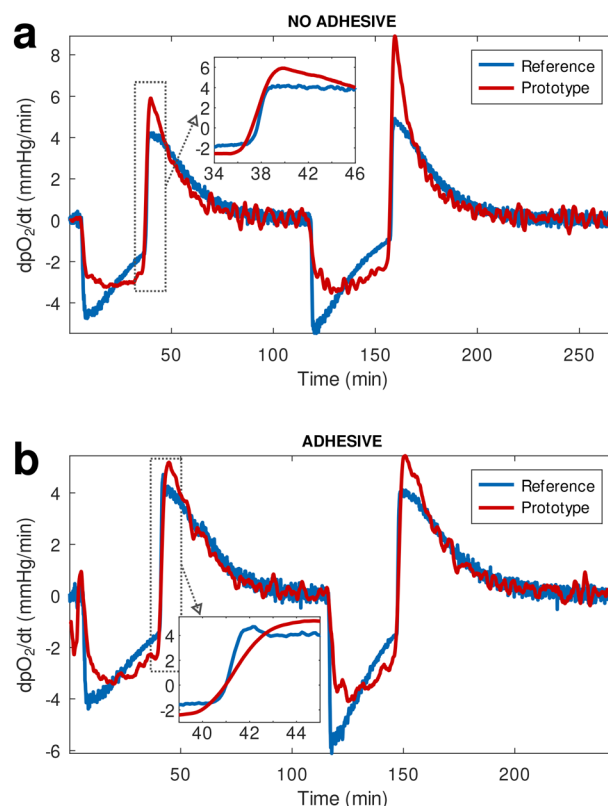 a
NO ADHESIVE
dpO₂/dt (mmHg/min)
8
6
4
2
0
-2
-4
Reference
Prototype
6
4
2
0
-2
34 38 42 46
50 100 150 200 250
Time (min)
b
ADHESIVE
dpO₂/dt (mmHg/min)
4
2
0
-2
-4
-6
Reference
Prototype
4
2
0
-2
40 42 44
50 100 150 200
Time (min)